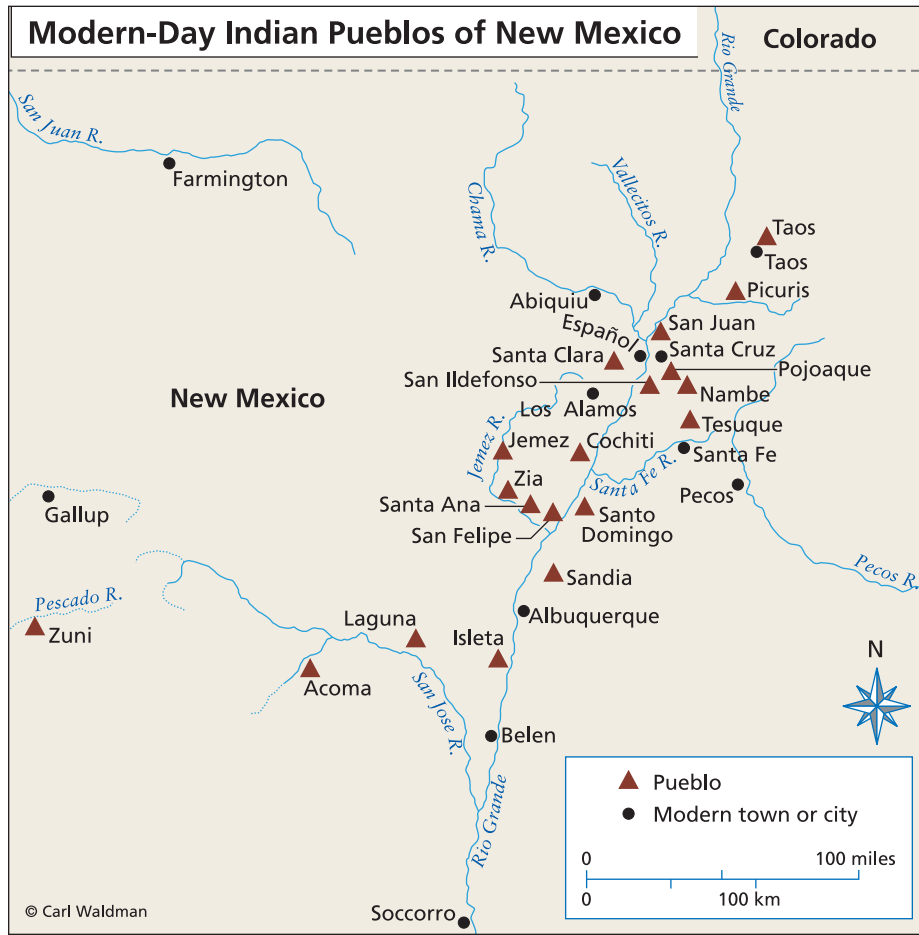 Modern-Day Indian Pueblos of New Mexico
Colorado
Rio Grande
San Juan R.
Farmington
Chama R.
Vallecitos R.
Taos
Taos
Picuris
Abiquiu
San Juan
Español
Santa Cruz
Santa Clara
Pojoaque
San Ildefonso
Nambe
New Mexico
Los Alamos
Tesuque
Jemez R.
Jemez
Cochiti
Santa Fe
Santa Fe R.
Zia
Pecos
Santa Ana
Santo
Domingo
San Felipe
Gallup
Pecos R.
Sandia
Pescado R.
Albuquerque
Zuni
Laguna
Isleta
Acoma
San Jose R.
N
Belen
Rio Grande
Pueblo
Modern town or city
0 100 miles
0 100 km
© Carl Waldman
Soccorro